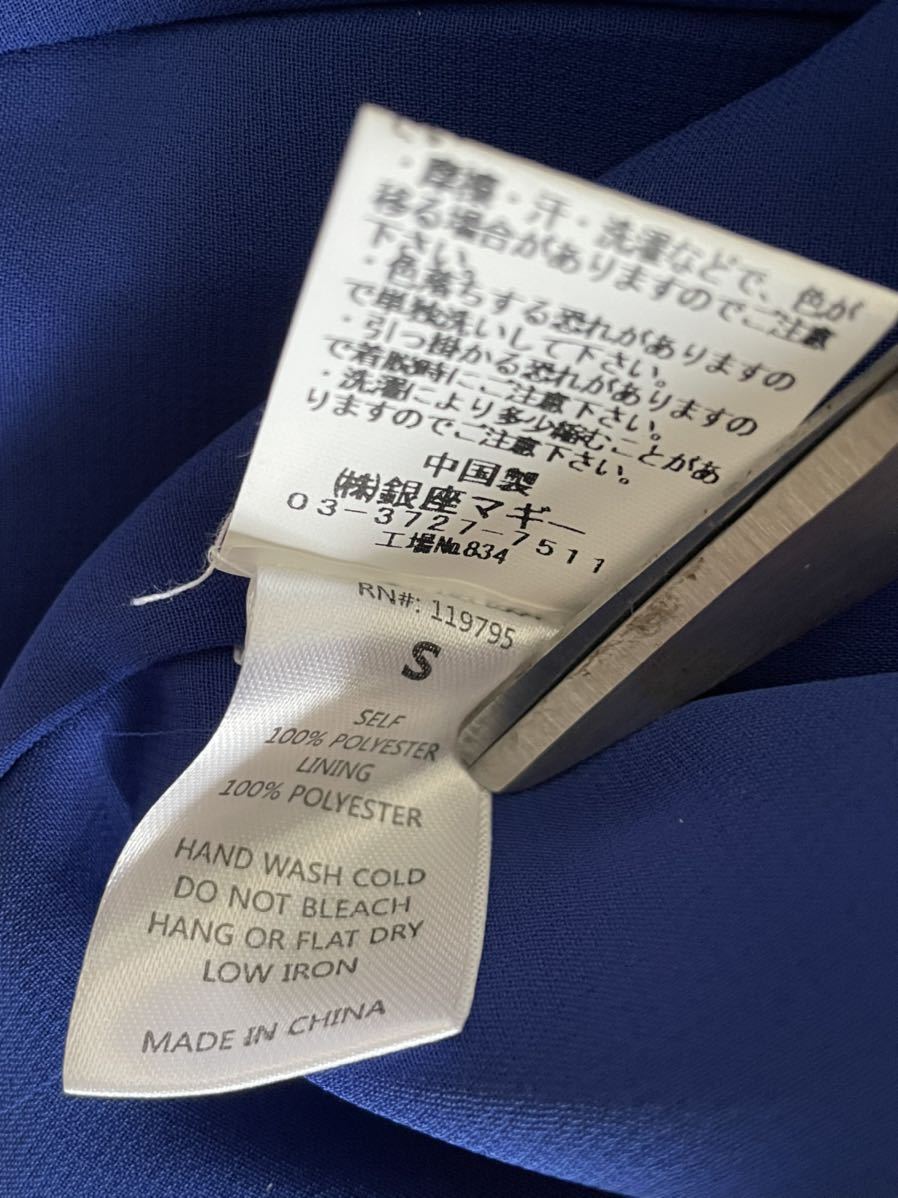 ・摩擦・汗・洗濯などで、色が
移る場合がありますのでご注意
下さい。
・色落ちする恐れがありますの
で単独洗いして下さい。
・引っ掛かる恐れがありますの
で着脱時にご注意下さい。
・洗濯により多少縮むことがあ
りますのでご注意下さい。
中国製
(株)銀座マギー
03-3727-7511
工場№834
RN#: 119795
S
SELF
100% POLYESTER
LINING
100% POLYESTER
HAND WASH COLD
DO NOT BLEACH
HANG OR FLAT DRY
LOW IRON
MADE IN CHINA